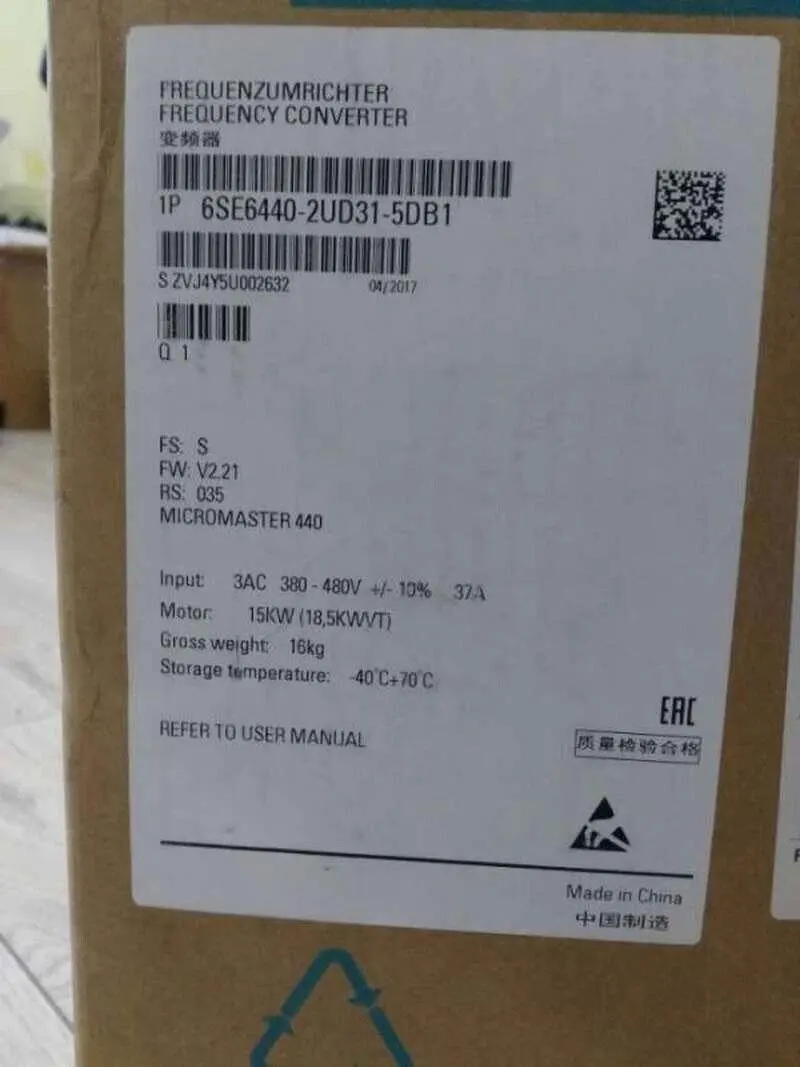 FREQUENZUMRICHTER
FREQUENCY CONVERTER
变频器
1P 6SE6440-2UD31-5DB1
S ZVJ4Y5U002632 04/2017
Q 1
FS: S
FW: V2.21
RS: 035
MICROMASTER 440
Input: 3AC 380 - 480V +/- 10% 37A
Motor: 15KW (18,5KWVT)
Gross weight: 16kg
Storage temperature: -40°C+70°C
EAC
REFER TO USER MANUAL
质量检验合格
Made in China
中国制造